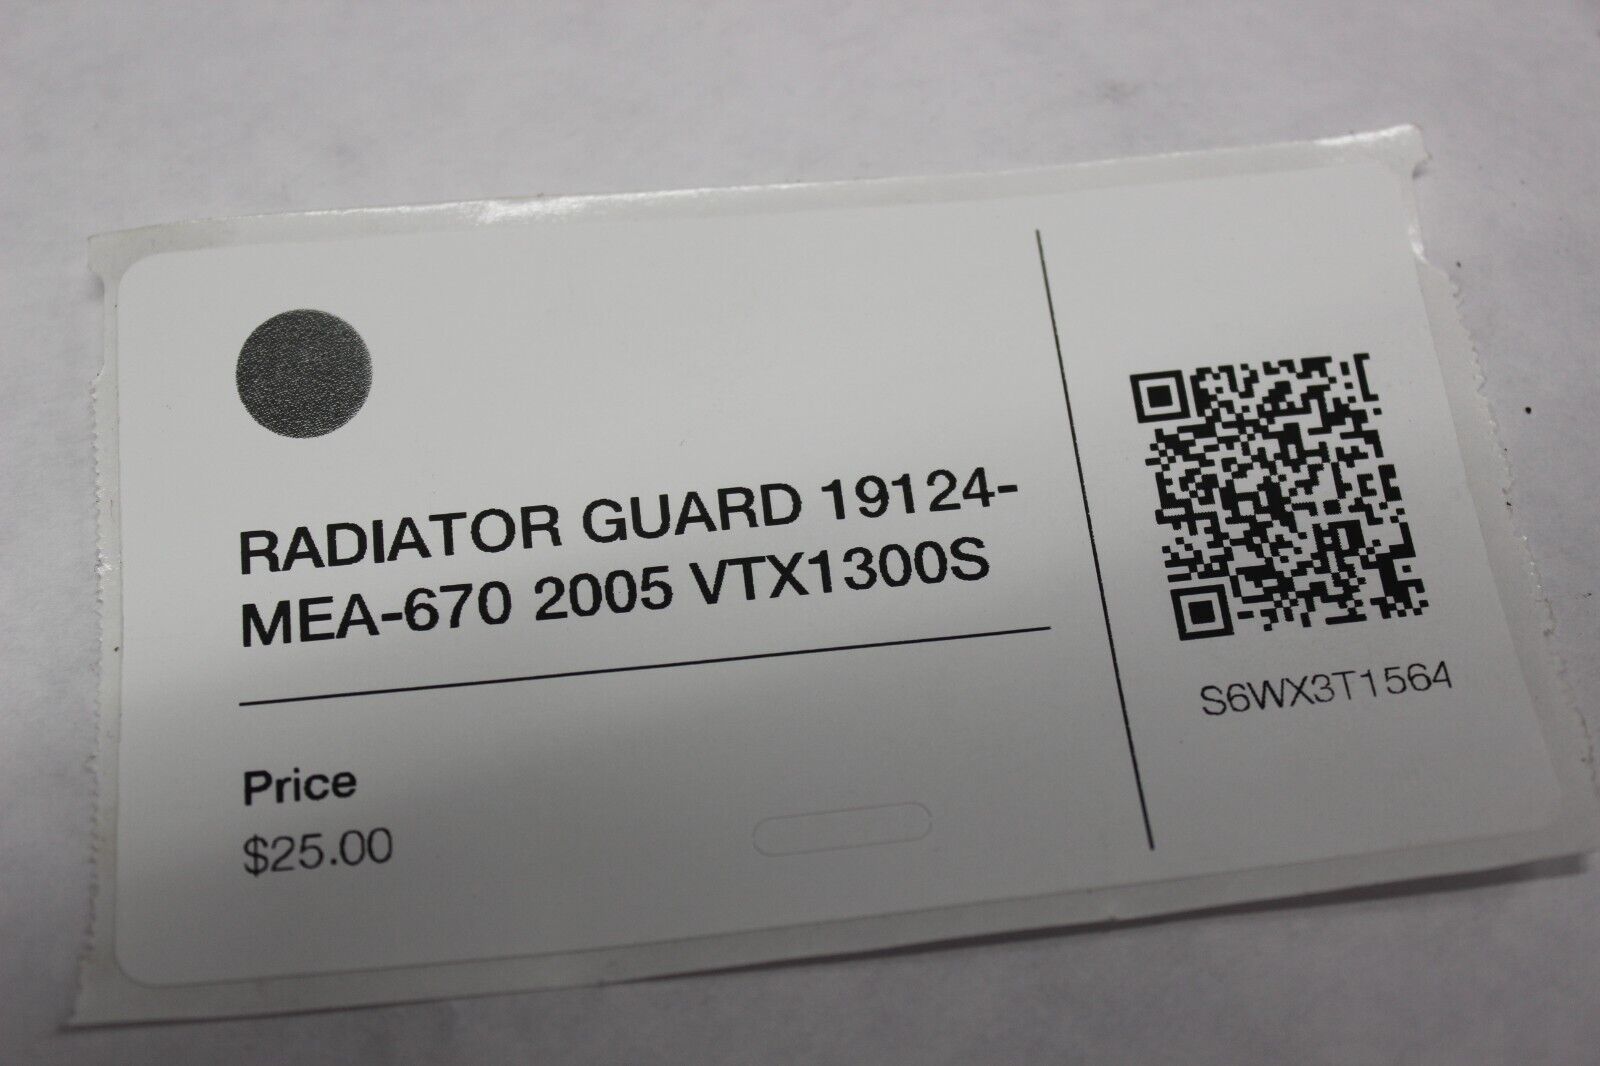 RADIATOR GUARD 19124-
MEA-670 2005 VTX1300S
Price
$25.00
S6WX3T1564